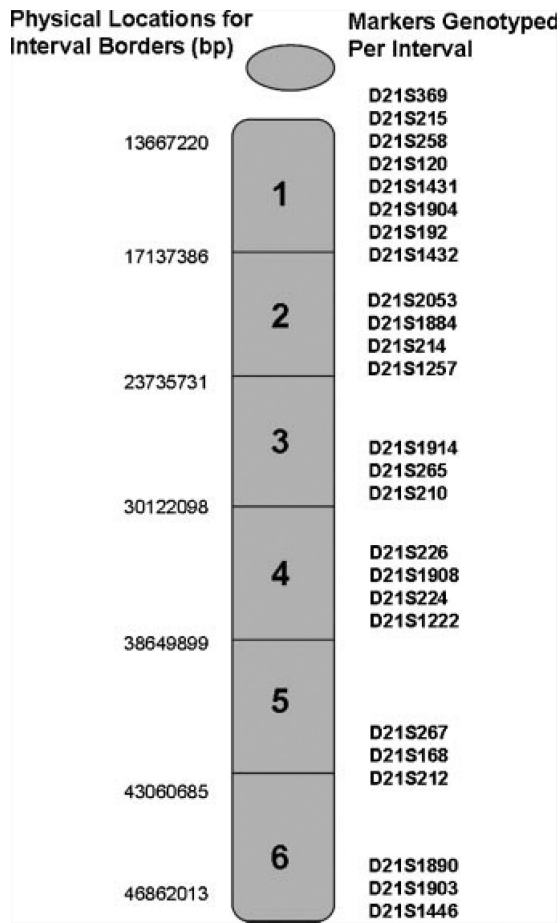 Physical Locations for
Interval Borders (bp)
Markers Genotyped
Per Interval
13667220
17137386
23735731
30122098
38649899
43060685
46862013
1
2
3
4
5
6
D21S369
D21S215
D21S258
D21S120
D21S1431
D21S1904
D21S192
D21S1432
D21S2053
D21S1884
D21S214
D21S1257
D21S1914
D21S265
D21S210
D21S226
D21S1908
D21S224
D21S1222
D21S267
D21S168
D21S212
D21S1890
D21S1903
D21S1446